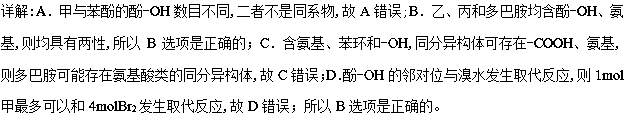 详解:A．甲与苯酚的酚-OH数目不同,二者不是同系物,故A错误;B．乙、丙和多巴胺均含酚-OH、氨
基,则均具有两性,所以 B 选项是正确的; C．含氨基、苯环和-OH,同分异构体可存在-COOH、氨基,
则多巴胺可能存在氨基酸类的同分异构体,故C错误;D.酚-OH的邻对位与溴水发生取代反应,则1mol
甲最多可以和4molBr₂发生取代反应,故D错误；所以B选项是正确的。